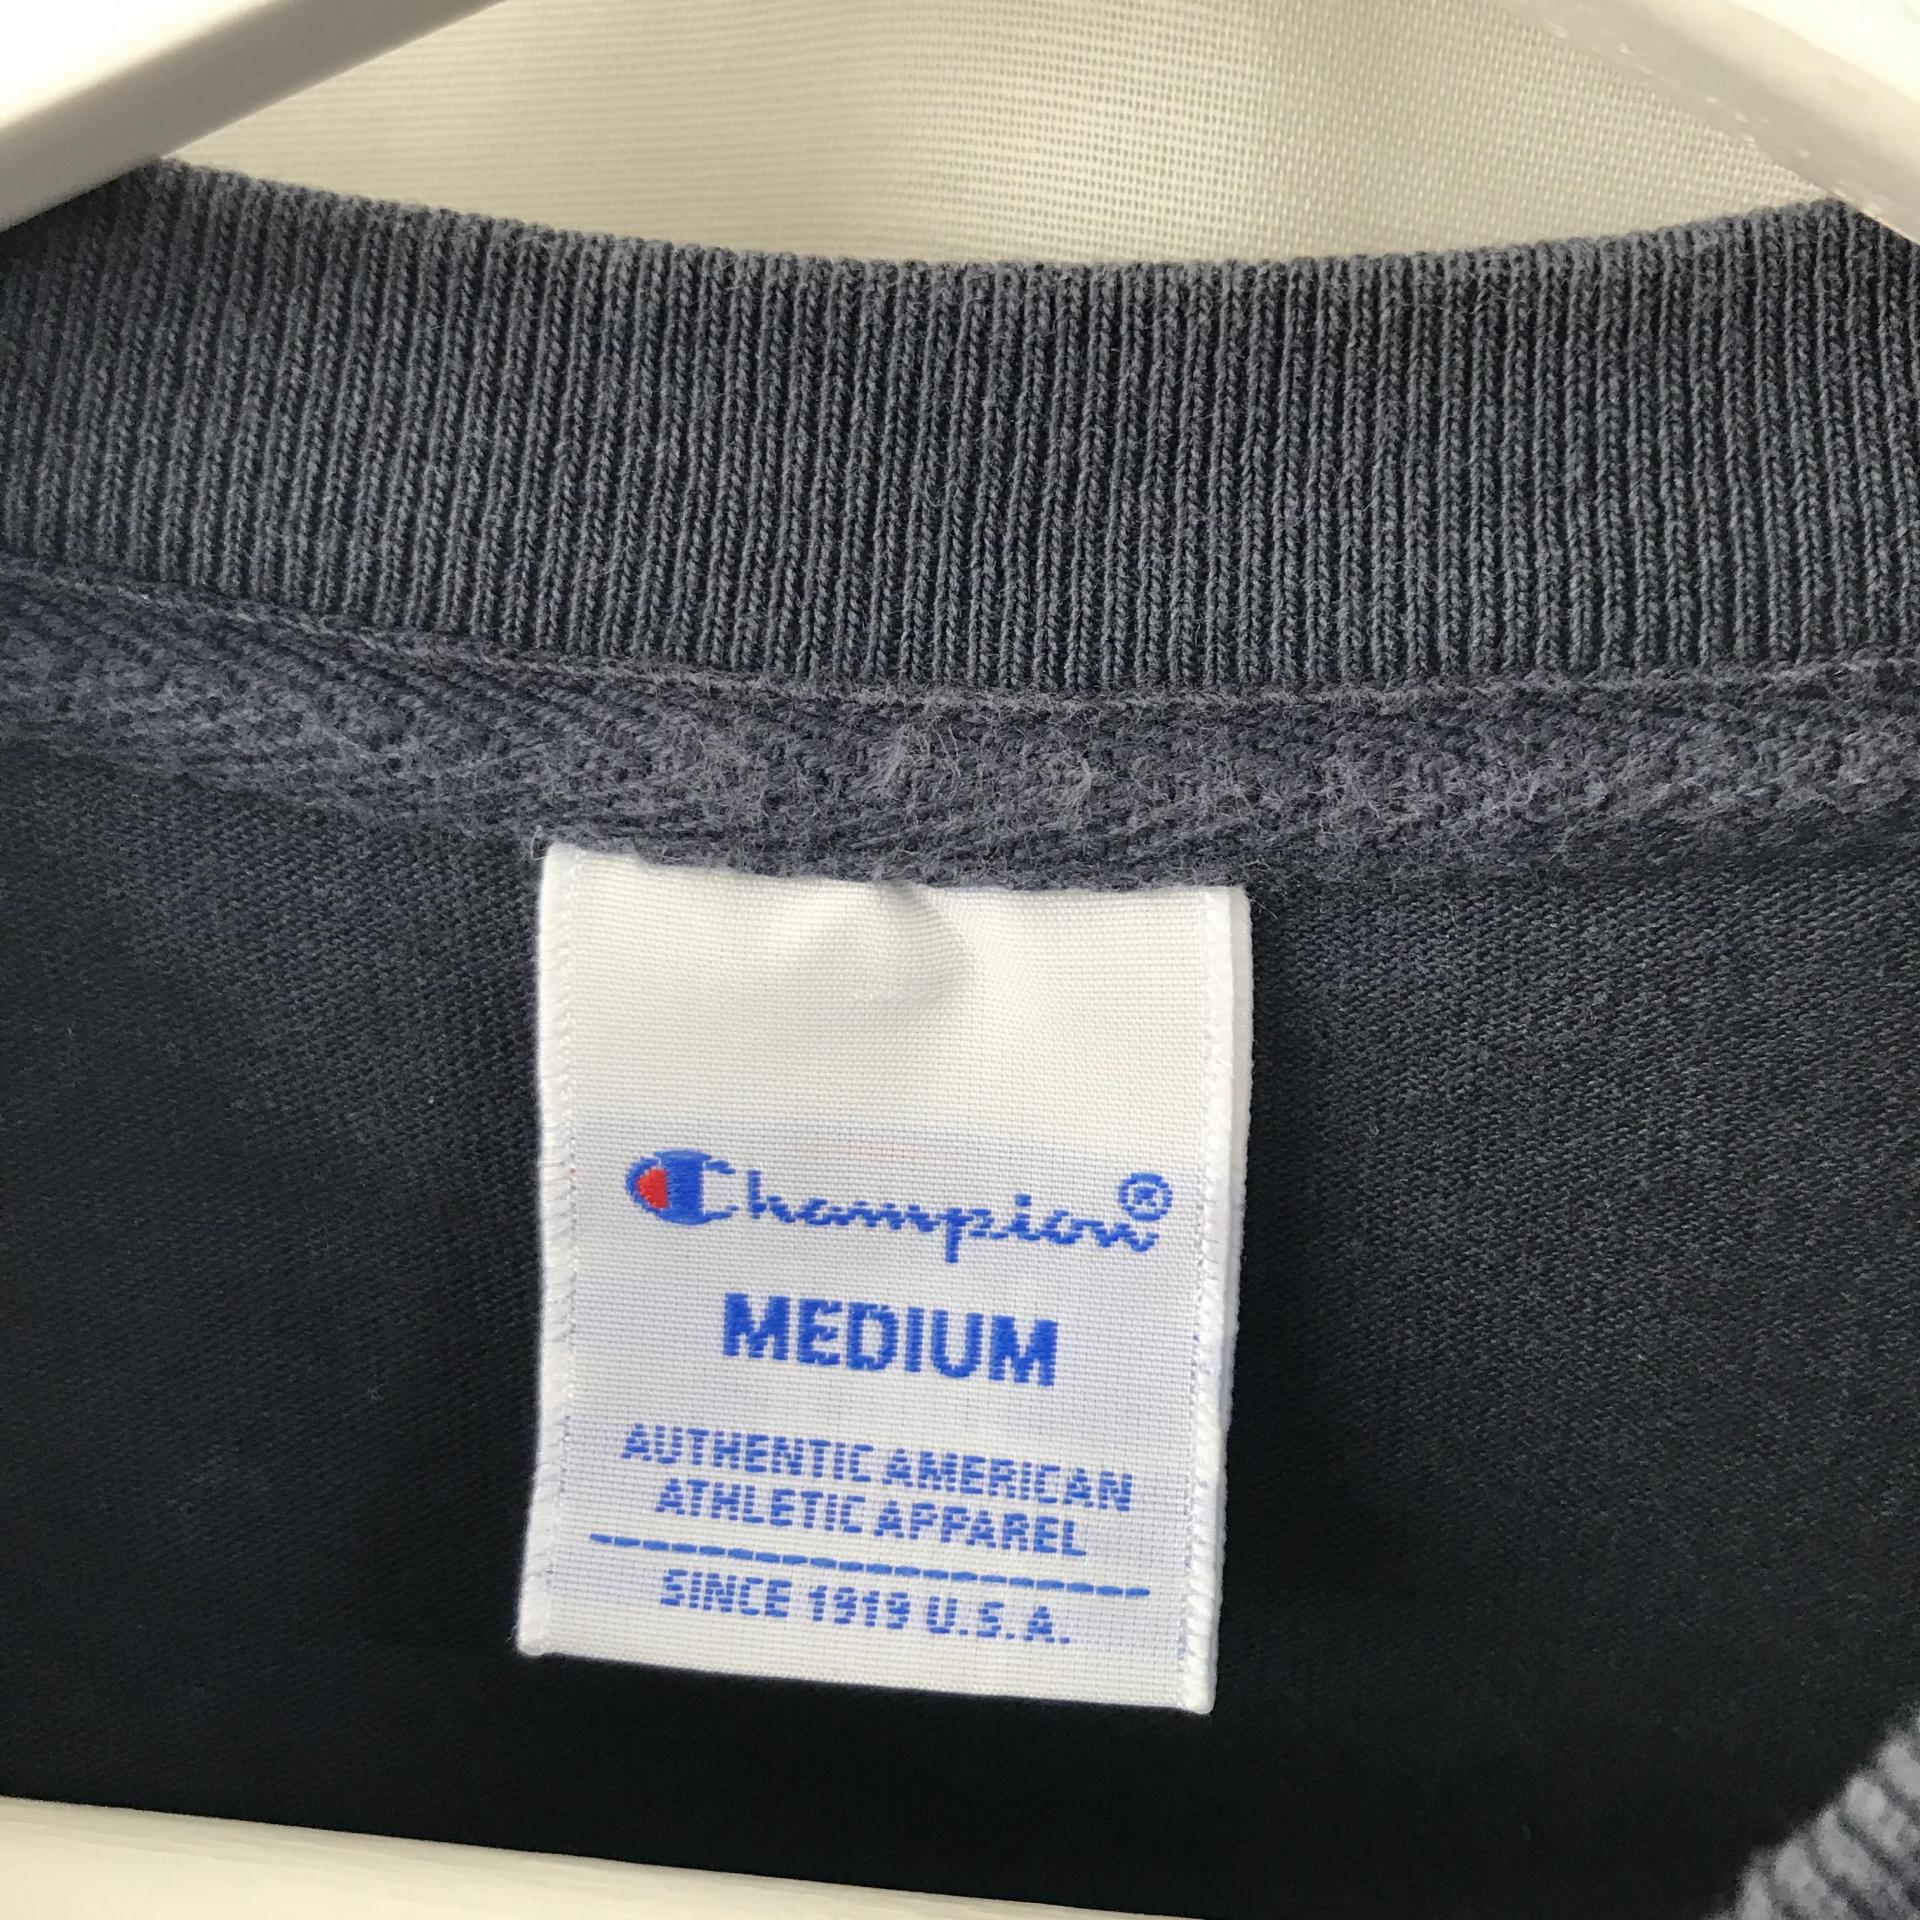 Champion®
MEDIUM
AUTHENTIC AMERICAN
ATHLETIC APPAREL
SINCE 1919 U.S.A.